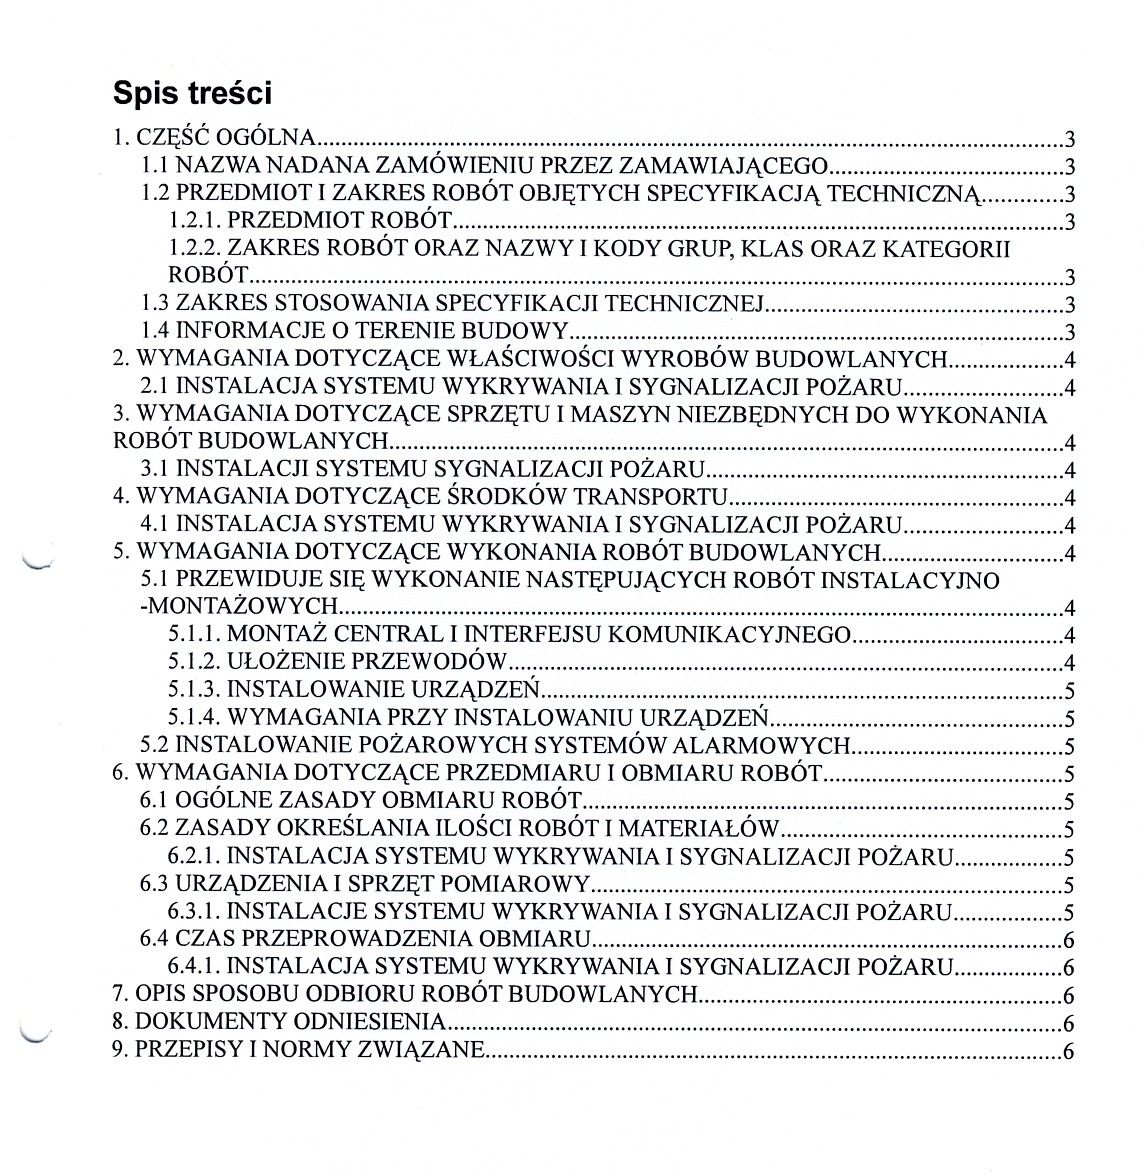 Spis treści
1. CZĘŚĆ OGÓLNA.....3
1.1 NAZWA NADANA ZAMÓWIENIU PRZEZ ZAMAWIAJĄCEGO.....3
1.2 PRZEDMIOT I ZAKRES ROBÓT OBJĘTYCH SPECYFIKACJĄ TECHNICZNĄ.....3
1.2.1. PRZEDMIOT ROBÓT.....3
1.2.2. ZAKRES ROBÓT ORAZ NAZWY I KODY GRUP, KLAS ORAZ KATEGORII
ROBÓT.....3
1.3 ZAKRES STOSOWANIA SPECYFIKACJI TECHNICZNEJ.....3
1.4 INFORMACJE O TERENIE BUDOWY.....3
2. WYMAGANIA DOTYCZĄCE WŁAŚCIWOŚCI WYROBÓW BUDOWLANYCH.....4
2.1 INSTALACJA SYSTEMU WYKRYWANIA I SYGNALIZACJI POŻARU.....4
3. WYMAGANIA DOTYCZĄCE SPRZĘTU I MASZYN NIEZBĘDNYCH DO WYKONANIA
ROBÓT BUDOWLANYCH.....4
3.1 INSTALACJI SYSTEMU SYGNALIZACJI POŻARU.....4
4. WYMAGANIA DOTYCZĄCE ŚRODKÓW TRANSPORTU.....4
4.1 INSTALACJA SYSTEMU WYKRYWANIA I SYGNALIZACJI POŻARU.....4
5. WYMAGANIA DOTYCZĄCE WYKONANIA ROBÓT BUDOWLANYCH.....4
5.1 PRZEWIDUJE SIĘ WYKONANIE NASTĘPUJĄCYCH ROBÓT INSTALACYJNO
-MONTAŻOWYCH.....4
5.1.1. MONTAŻ CENTRAL I INTERFEJSU KOMUNIKACYJNEGO.....4
5.1.2. UŁOŻENIE PRZEWODÓW.....4
5.1.3. INSTALOWANIE URZĄDZEŃ.....5
5.1.4. WYMAGANIA PRZY INSTALOWANIU URZĄDZEŃ.....5
5.2 INSTALOWANIE POŻAROWYCH SYSTEMÓW ALARMOWYCH.....5
6. WYMAGANIA DOTYCZĄCE PRZEDMIARU I OBMIARU ROBÓT.....5
6.1 OGÓLNE ZASADY OBMIARU ROBÓT.....5
6.2 ZASADY OKREŚLANIA ILOŚCI ROBÓT I MATERIAŁÓW.....5
6.2.1. INSTALACJA SYSTEMU WYKRYWANIA I SYGNALIZACJI POŻARU.....5
6.3 URZĄDZENIA I SPRZĘT POMIAROWY.....5
6.3.1. INSTALACJE SYSTEMU WYKRYWANIA I SYGNALIZACJI POŻARU.....5
6.4 CZAS PRZEPROWADZENIA OBMIARU.....6
6.4.1. INSTALACJA SYSTEMU WYKRYWANIA I SYGNALIZACJI POŻARU.....6
7. OPIS SPOSOBU ODBIORU ROBÓT BUDOWLANYCH.....6
8. DOKUMENTY ODNIESIENIA.....6
9. PRZEPISY I NORMY ZWIĄZANE.....6